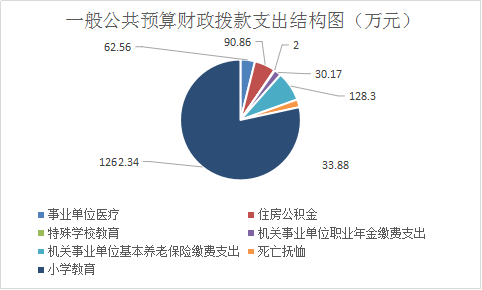 一般公共预算财政拨款支出结构图（万元）
62.56
90.86
2
30.17
128.3
1262.34
33.88
事业单位医疗
住房公积金
特殊学校教育
机关事业单位职业年金缴费支出
机关事业单位基本养老保险缴费支出
死亡抚恤
小学教育